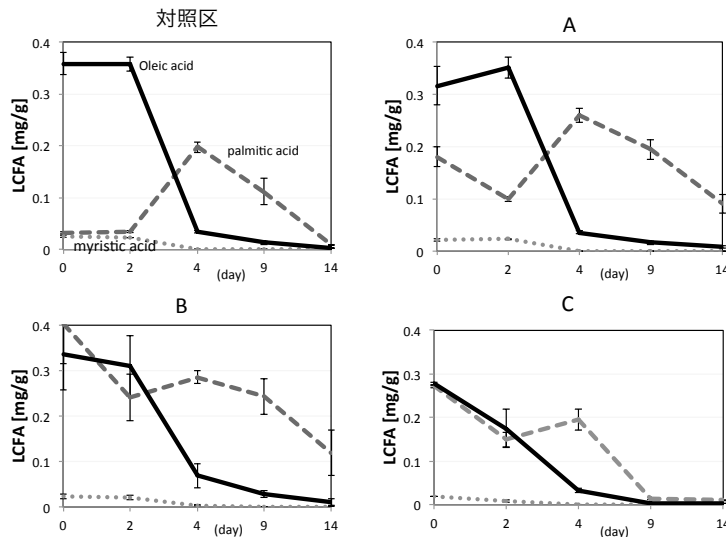 対照区
0.4
0.3
0.2
0.1
0
LCFA [mg/g]
Oleic acid
palmitic acid
myristic acid
0 2 4 9 14
(day)
A
0.4
0.3
0.2
0.1
0
LCFA [mg/g]
0 2 4 9 14
(day)
B
0.4
0.3
0.2
0.1
0
LCFA [mg/g]
0 2 4 9 14
(day)
C
0.4
0.3
0.2
0.1
0
LCFA [mg/g]
0 2 4 9 14
(day)